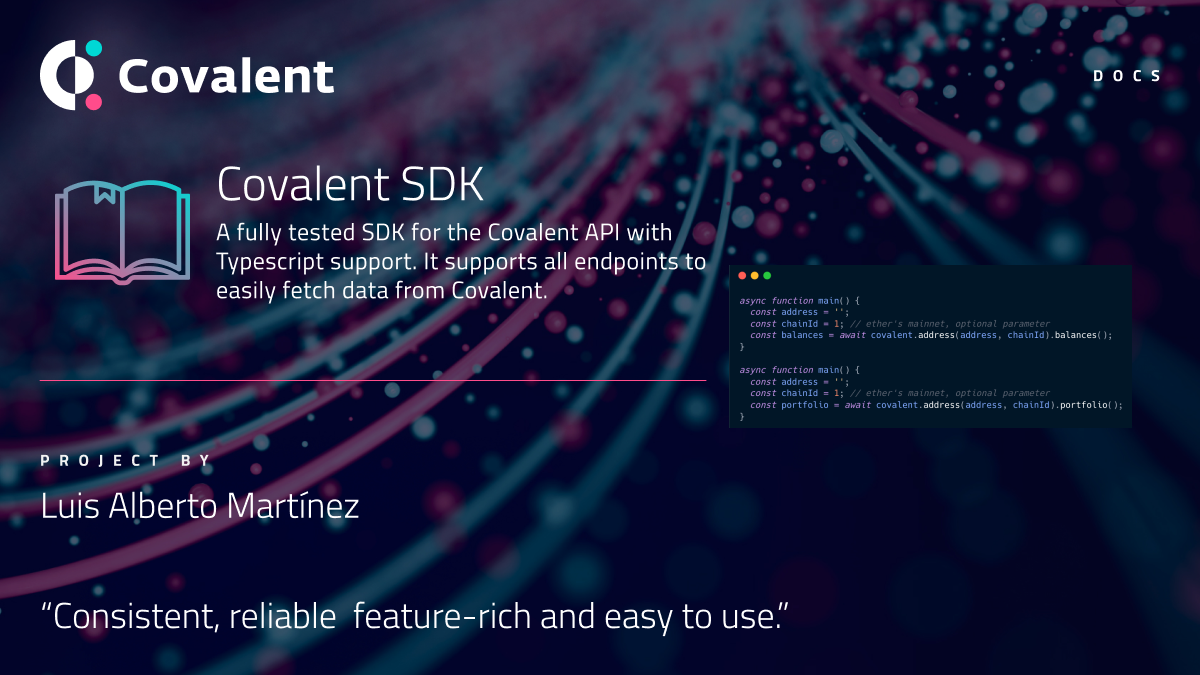 Covalent
DOCS
Covalent SDK
A fully tested SDK for the Covalent API with
Typescript support. It supports all endpoints to
easily fetch data from Covalent.
async function main() {
  const address = '';
  const chainId = 1; // ether's mainnet, optional parameter
  const balances = await covalent.address(address, chainId).balances();
}
async function main() {
  const address = '';
  const chainId = 1; // ether's mainnet, optional parameter
  const portfolio = await covalent.address(address, chainId).portfolio();
}
PROJECT BY
Luis Alberto Martínez
“Consistent, reliable  feature-rich and easy to use.”